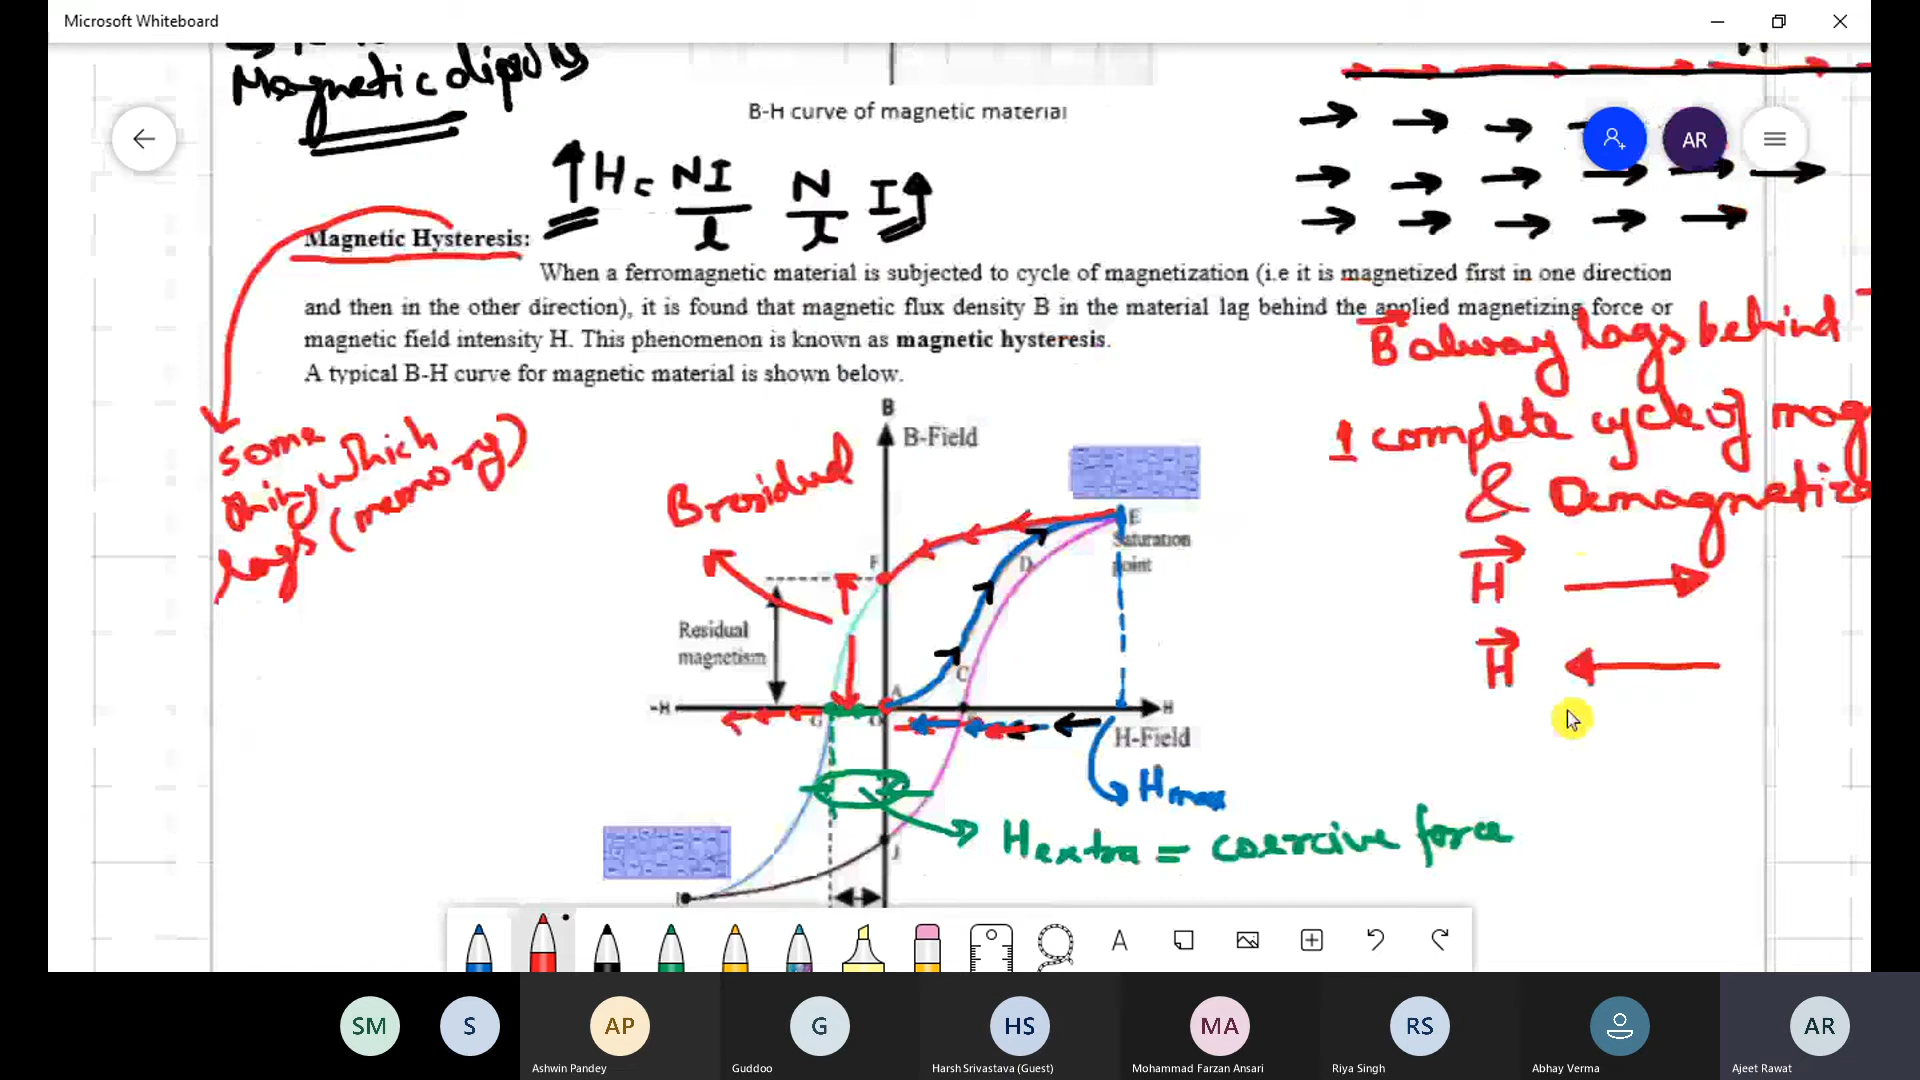 Microsoft Whiteboard
Magnetic dipoles
B-H curve of magnetic material
H = NI/l N/l I
AR
Magnetic Hysteresis:
When a ferromagnetic material is subjected to cycle of magnetization (i.e it is magnetized first in one direction
and then in the other direction), it is found that magnetic flux density B in the material lag behind the applied magnetizing force or
magnetic field intensity H. This phenomenon is known as magnetic hysteresis.
A typical B-H curve for magnetic material is shown below.
B alway lags behind
1 complete cycle of mag
& Demagnetiza
H
H
some
thing which
lags (memory)
B
B-Field
B residual
E
Saturation
point
F
D
Residual
magnetism
C
A
-H
G
O
H
H-Field
Hmax
H extra = coercive force
J
I
A
SM
S
AP
G
HS
MA
RS
AR
Ashwin Pandey
Guddoo
Harsh Srivastava (Guest)
Mohammad Farzan Ansari
Riya Singh
Abhay Verma
Ajeet Rawat